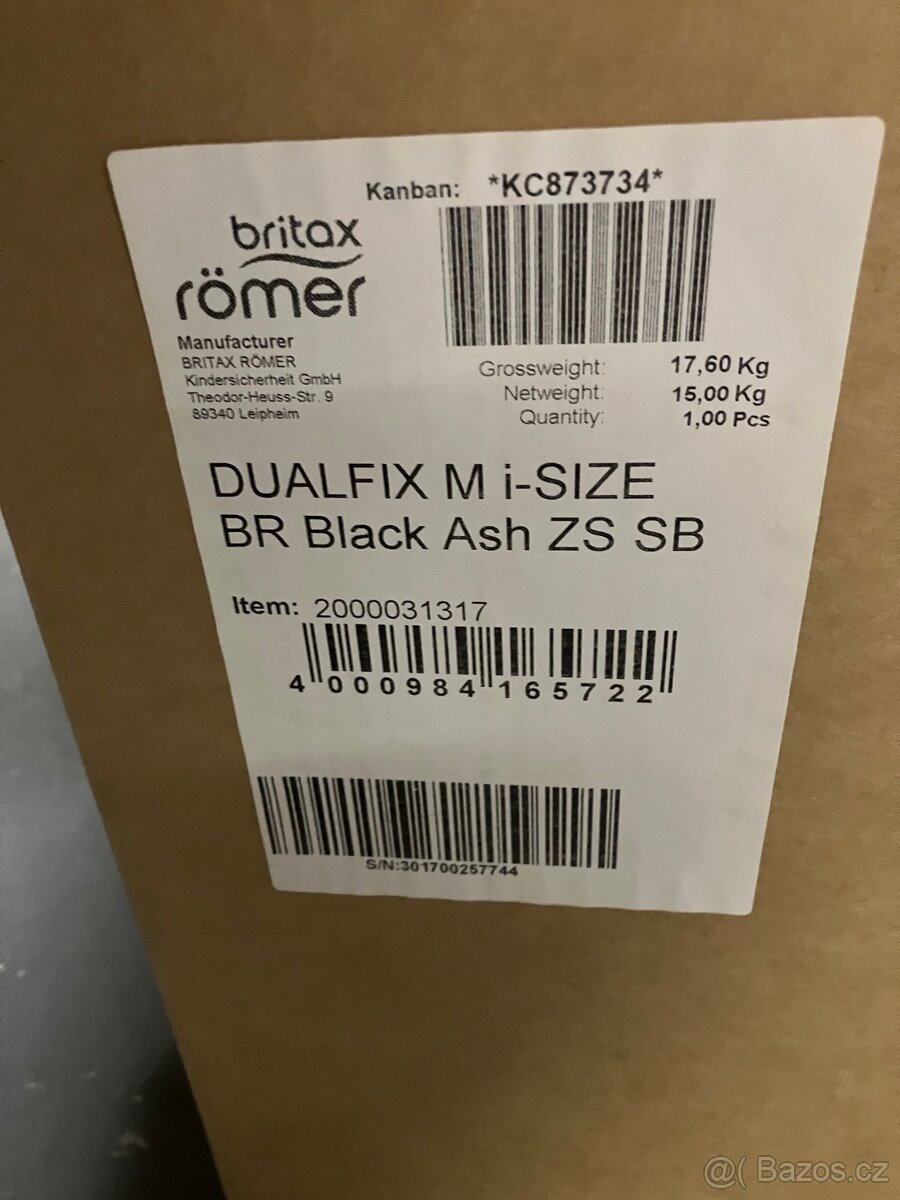 Kanban: *KC873734*
britax
römer
Manufacturer
BRITAX RÖMER
Kindersicherheit GmbH
Theodor-Heuss-Str. 9
89340 Leipheim
Grossweight: 17,60 Kg
Netweight: 15,00 Kg
Quantity: 1,00 Pcs
DUALFIX M i-SIZE
BR Black Ash ZS SB
Item: 2000031317
4 000984 165722
S/N:301700257744
@( Bazos.cz